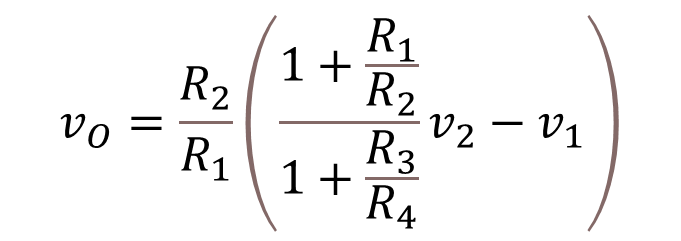 v_O = \frac{R_2}{R_1} \left( \frac{1 + \frac{R_1}{R_2}}{1 + \frac{R_3}{R_4}} v_2 - v_1 \right)